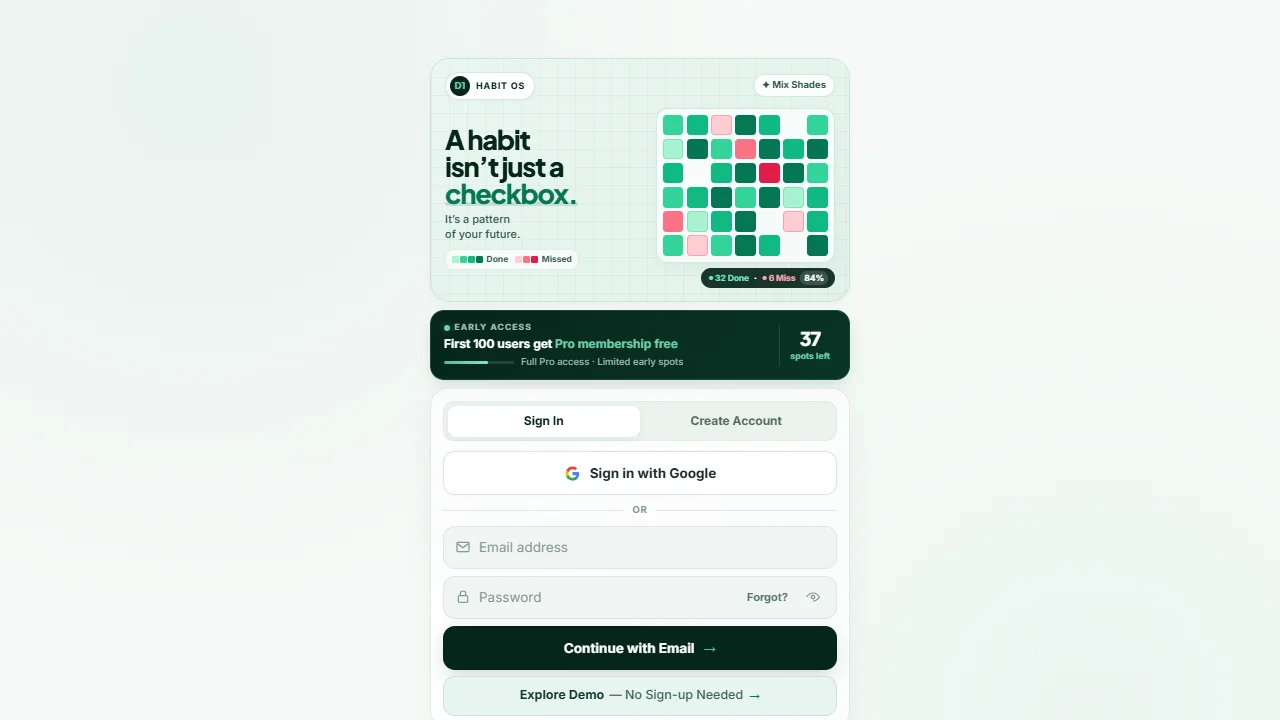 D1 HABIT OS
✦ Mix Shades
A habit
isn't just a
checkbox.
It's a pattern
of your future.
Done Missed
32 Done • 6 Miss 84%
EARLY ACCESS
First 100 users get Pro membership free
Full Pro access · Limited early spots
37
spots left
Sign In
Create Account
Sign in with Google
OR
Email address
Password
Forgot?
Continue with Email →
Explore Demo — No Sign-up Needed →